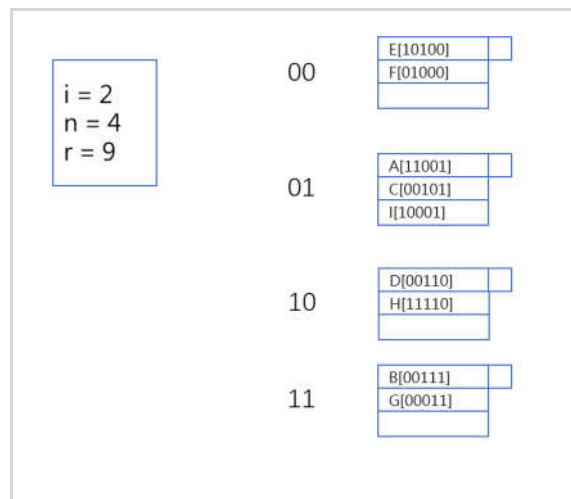 i = 2
n = 4
r = 9
00
E[10100]
F[01000]
01
A[11001]
C[00101]
I[10001]
10
D[00110]
H[11110]
11
B[00111]
G[00011]